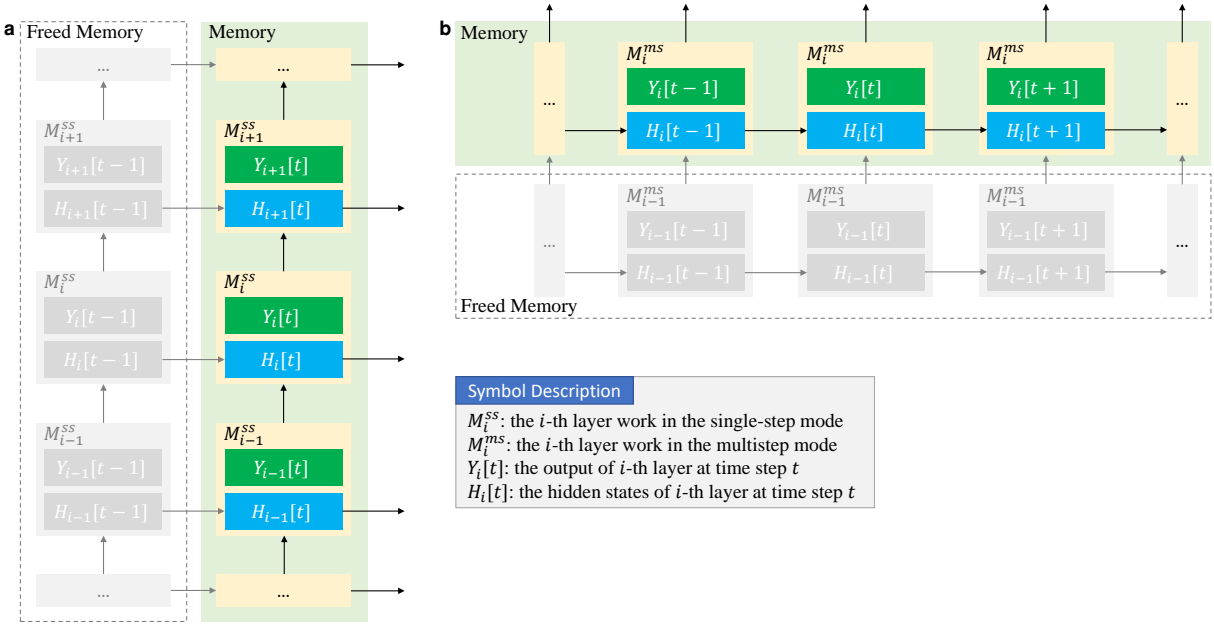 a
Freed Memory
Memory
...
...
M_{i+1}^{ss}
Y_{i+1}[t − 1]
H_{i+1}[t − 1]
M_{i+1}^{ss}
Y_{i+1}[t]
H_{i+1}[t]
M_i^{ss}
Y_i[t − 1]
H_i[t − 1]
M_i^{ss}
Y_i[t]
H_i[t]
M_{i−1}^{ss}
Y_{i−1}[t − 1]
H_{i−1}[t − 1]
M_{i−1}^{ss}
Y_{i−1}[t]
H_{i−1}[t]
...
...
b
Memory
...
M_i^{ms}
Y_i[t − 1]
H_i[t − 1]
M_i^{ms}
Y_i[t]
H_i[t]
M_i^{ms}
Y_i[t + 1]
H_i[t + 1]
...
...
M_{i−1}^{ms}
Y_{i−1}[t − 1]
H_{i−1}[t − 1]
M_{i−1}^{ms}
Y_{i−1}[t]
H_{i−1}[t]
M_{i−1}^{ms}
Y_{i−1}[t + 1]
H_{i−1}[t + 1]
...
Freed Memory
Symbol Description
M_i^{ss}: the i-th layer work in the single-step mode
M_i^{ms}: the i-th layer work in the multistep mode
Y_i[t]: the output of i-th layer at time step t
H_i[t]: the hidden states of i-th layer at time step t